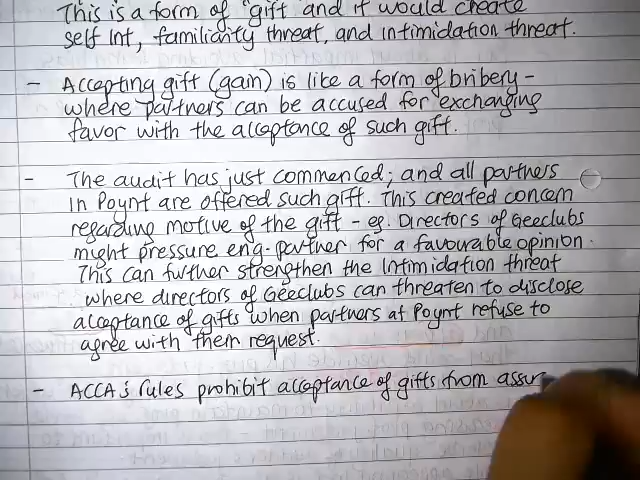 This is a form of "gift" and it would create
self Int, familiarity threat, and intimidation threat.
- Accepting gift (gain) is like a form of bribery -
where partners can be accused for exchanging
favor with the acceptance of such gift.
- The audit has just commenced; and all partners
in Poynt are offered such gift. This created concern
regarding motive of the gift - eg. Directors of Geeclubs
might pressure eng. partner for a favourable opinion.
This can further strengthen the Intimidation threat
where directors of Geeclubs can threaten to disclose
acceptance of gifts when partners at Poynt refuse to
agree with them request.
- ACCA's rules prohibit acceptance of gifts from assur